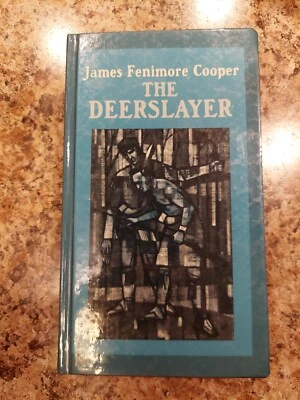 James Fenimore Cooper
THE
DEERSLAYER